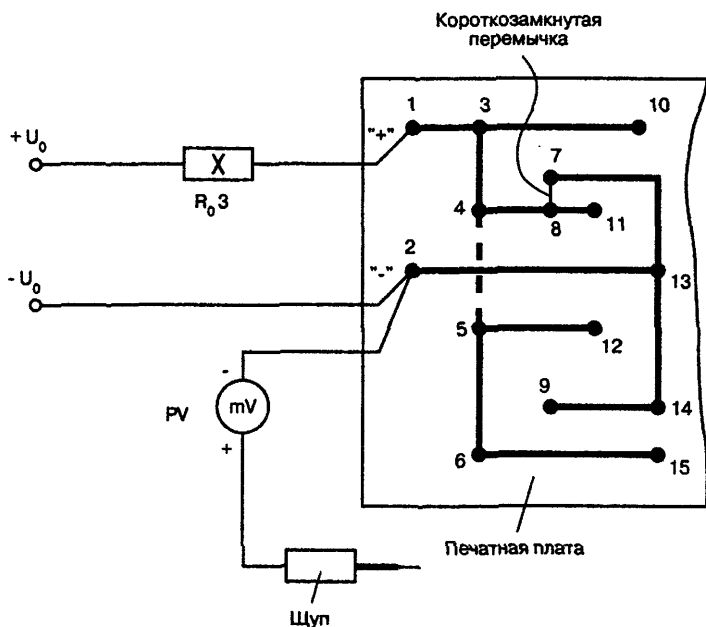 Короткозамкнутая
перемычка
1
3
10
+ U₀
"+"
X
R₀ 3
7
4
8
11
2
- U₀
"-"
13
5
12
-
PV
mV
+
9
14
6
15
Печатная плата
Щуп